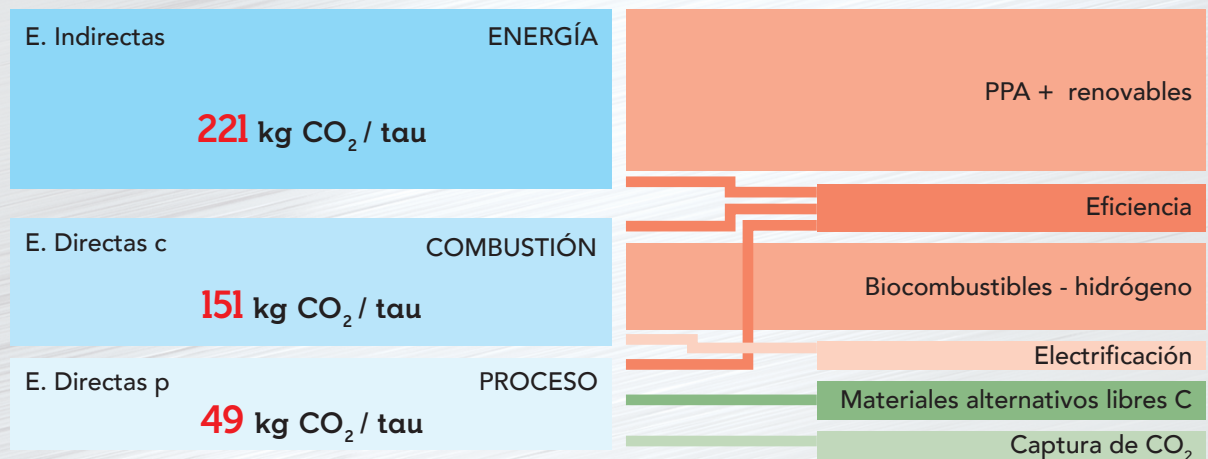 E. Indirectas ENERGÍA
221 kg CO₂ / tau
E. Directas c COMBUSTIÓN
151 kg CO₂ / tau
E. Directas p PROCESO
49 kg CO₂ / tau
PPA + renovables
Eficiencia
Biocombustibles - hidrógeno
Electrificación
Materiales alternativos libres C
Captura de CO₂